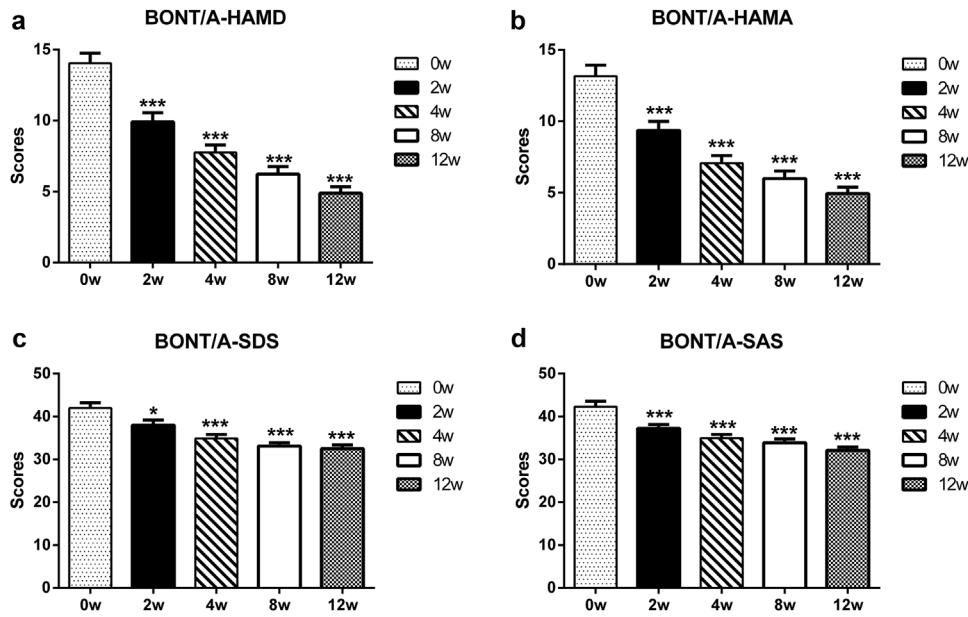 a
BONT/A-HAMD
Scores
15
10
5
0
***
***
***
***
0w 2w 4w 8w 12w
0w
2w
4w
8w
12w
b
BONT/A-HAMA
Scores
15
10
5
0
***
***
***
***
0w 2w 4w 8w 12w
0w
2w
4w
8w
12w
c
BONT/A-SDS
Scores
50
40
30
20
10
0
*
***
***
***
0w 2w 4w 8w 12w
0w
2w
4w
8w
12w
d
BONT/A-SAS
Scores
50
40
30
20
10
0
***
***
***
***
0w 2w 4w 8w 12w
0w
2w
4w
8w
12w